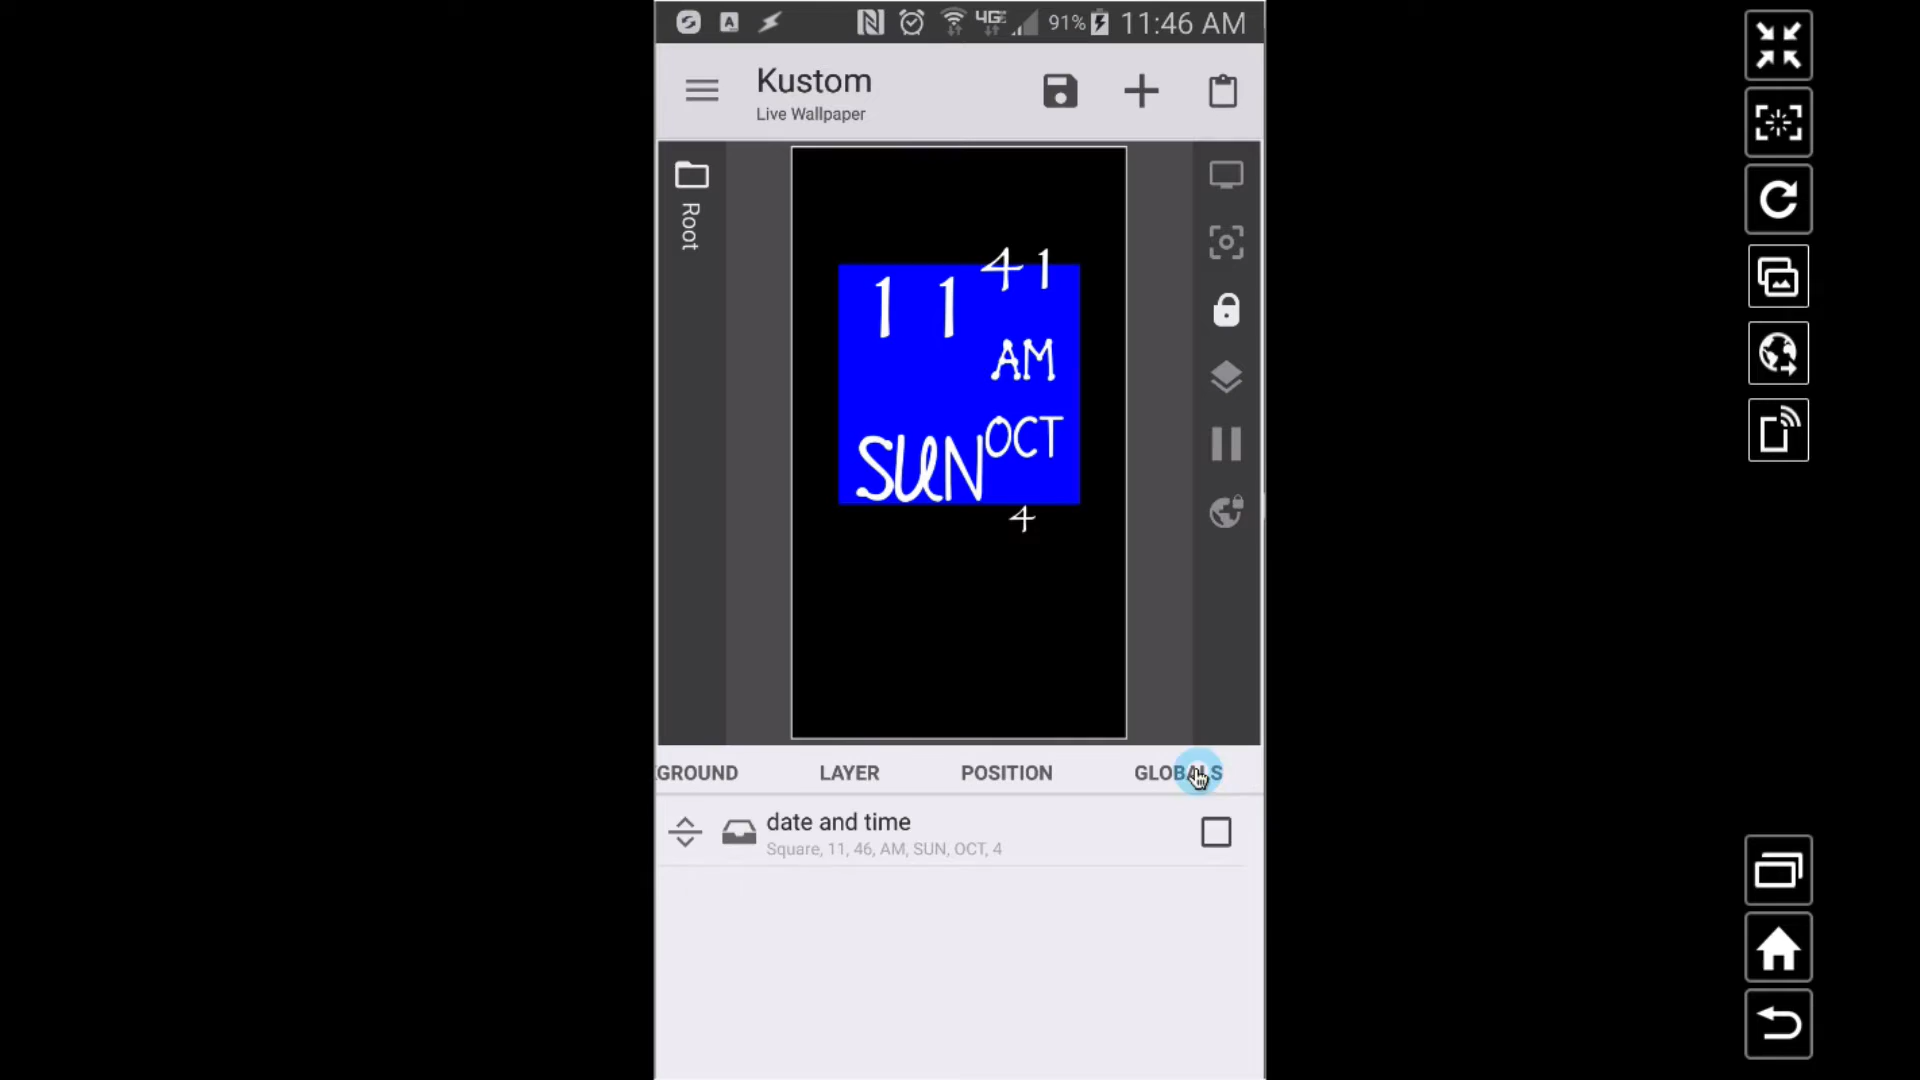 91% 11:46 AM
Kustom
Live Wallpaper
Root
11 41
AM
SUN OCT
4
GROUND LAYER POSITION GLOBALS
date and time
Square, 11, 46, AM, SUN, OCT, 4